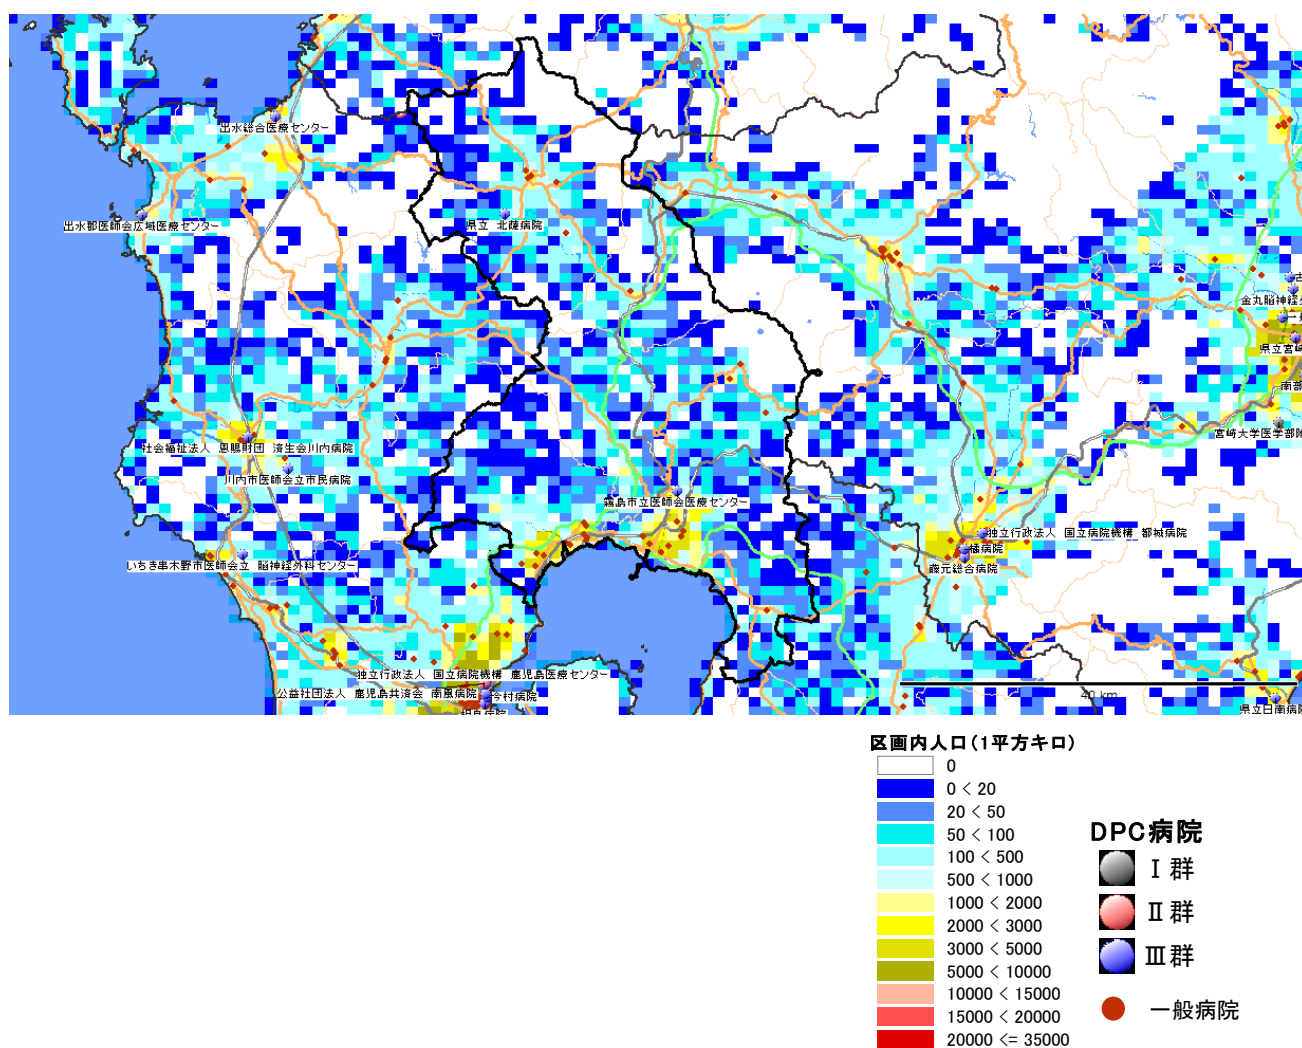 出水総合医療センター
出水郡医師会広域医療センター
県立 北薩病院
金丸脳神経
県立宮崎
南部
宮崎大学医学部附
社会福祉法人 恩賜財団 済生会川内病院
川内市医師会立市民病院
霧島市立医師会医療センター
独立行政法人 国立病院機構 都城病院
橘病院
藤元総合病院
いちき串木野市医師会立 脳神経外科センター
独立行政法人 国立病院機構 鹿児島医療センター
公益社団法人 鹿児島共済会 南風病院
今村病院
40 km
県立日南病院
区画内人口(1平方キロ)
0
0 < 20
20 < 50
50 < 100
100 < 500
500 < 1000
1000 < 2000
2000 < 3000
3000 < 5000
5000 < 10000
10000 < 15000
15000 < 20000
20000 <= 35000
DPC病院
Ⅰ群
Ⅱ群
Ⅲ群
一般病院